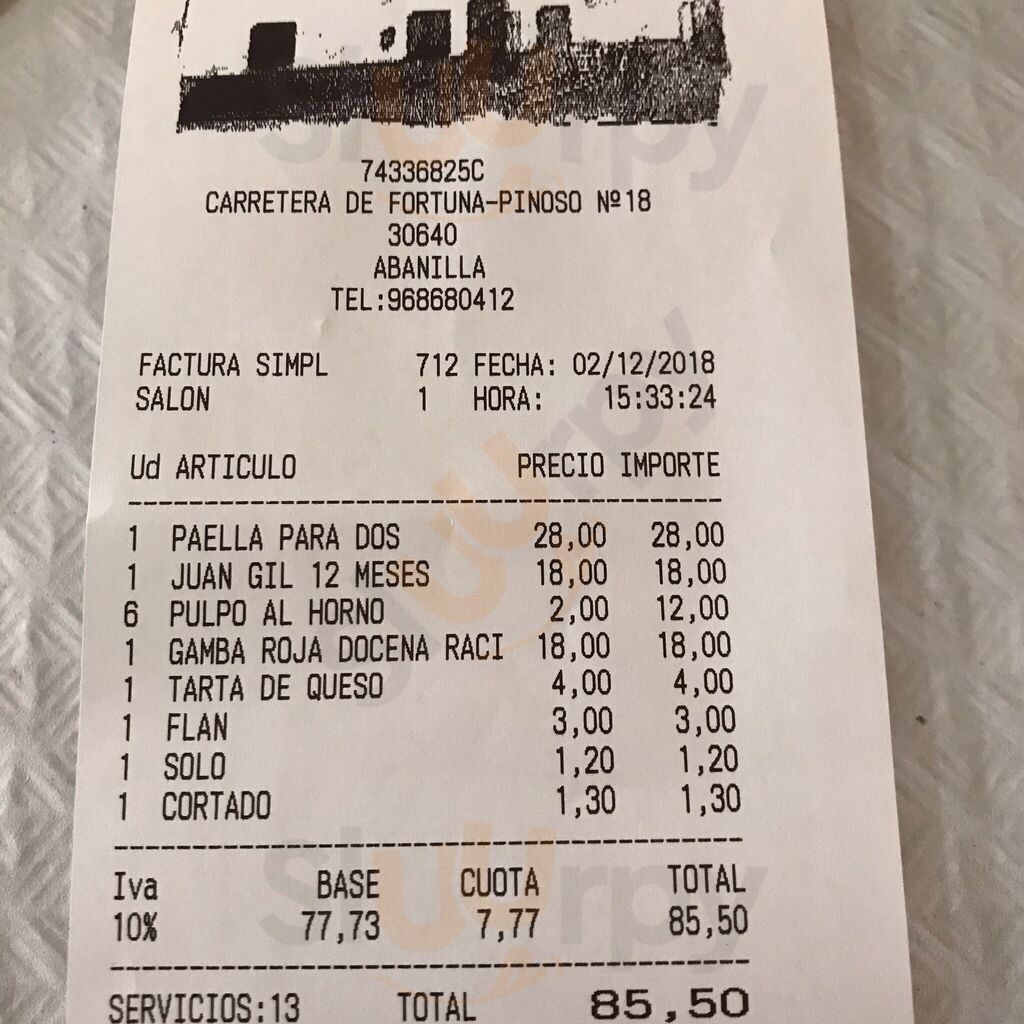 74336825C
CARRETERA DE FORTUNA-PINOSO Nº18
30640
ABANILLA
TEL:968680412
FACTURA SIMPL 712 FECHA: 02/12/2018
SALON 1 HORA: 15:33:24
Ud ARTICULO PRECIO IMPORTE
1 PAELLA PARA DOS 28,00 28,00
1 JUAN GIL 12 MESES 18,00 18,00
6 PULPO AL HORNO 2,00 12,00
1 GAMBA ROJA DOCENA RACI 18,00 18,00
1 TARTA DE QUESO 4,00 4,00
1 FLAN 3,00 3,00
1 SOLO 1,20 1,20
1 CORTADO 1,30 1,30
Iva BASE CUOTA TOTAL
10% 77,73 7,77 85,50
SERVICIOS:13 TOTAL 85,50
Sluurpy
Sluurpy
Sluurpy